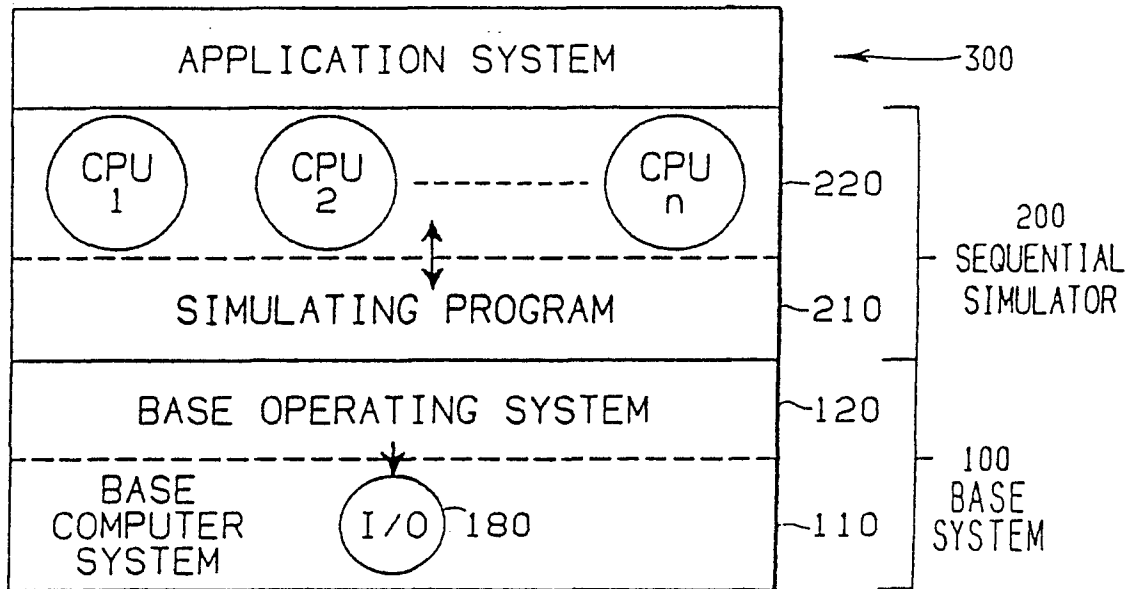 APPLICATION SYSTEM
300
CPU
1
CPU
2
CPU
n
220
200
SEQUENTIAL
SIMULATOR
SIMULATING PROGRAM
210
BASE OPERATING SYSTEM
120
100
BASE
SYSTEM
BASE
COMPUTER
SYSTEM
I/O
180
110